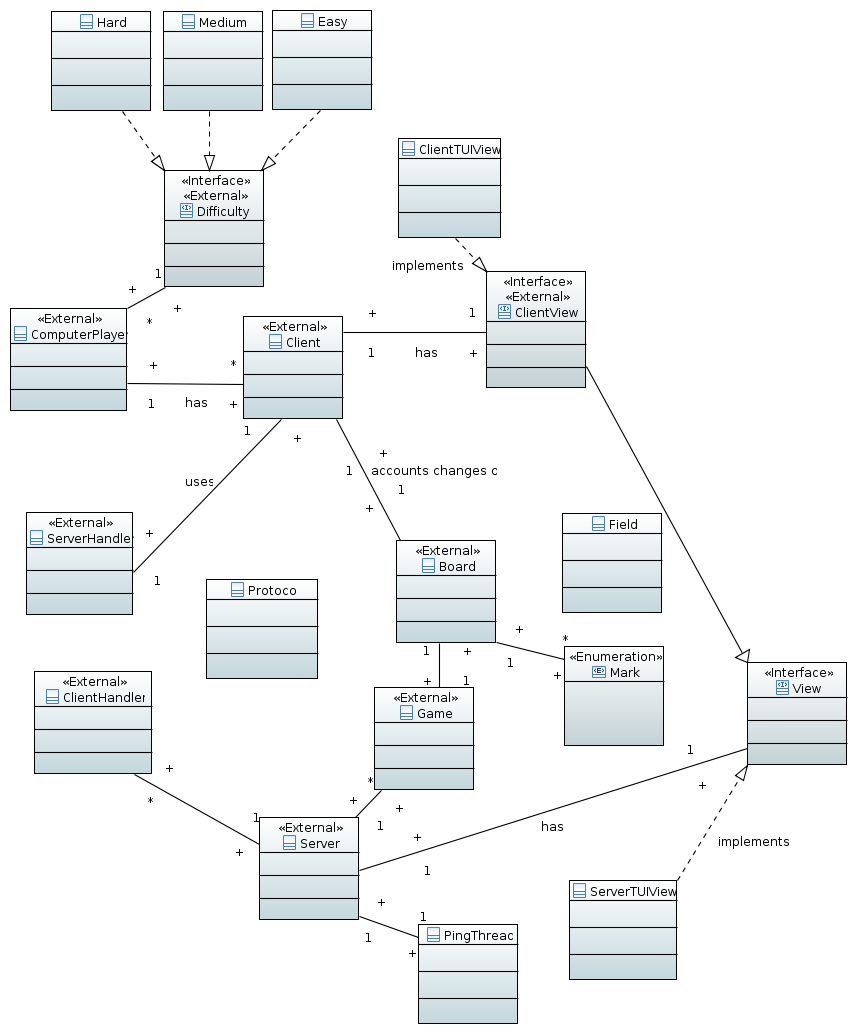 Hard
Medium
Easy
«Interface»
«External»
Difficulty
ClientTUIView
implements
«Interface»
«External»
ClientView
1
+
*
+
«External»
ComputerPlaye
«External»
Client
+
1
1
has
+
+
*
1
has
+
1
+
uses
+
1
accounts changes c
1
+
«External»
ServerHandle
+
1
Field
«External»
Board
Protoco
+
*
1
+
1
+
+
1
«Enumeration»
Mark
«Interface»
View
«External»
ClientHandler
«External»
Game
1
+
+
*
*
+
+
1
1
+
«External»
Server
+
1
has
implements
+
1
1
+
PingThreac
ServerTUIView